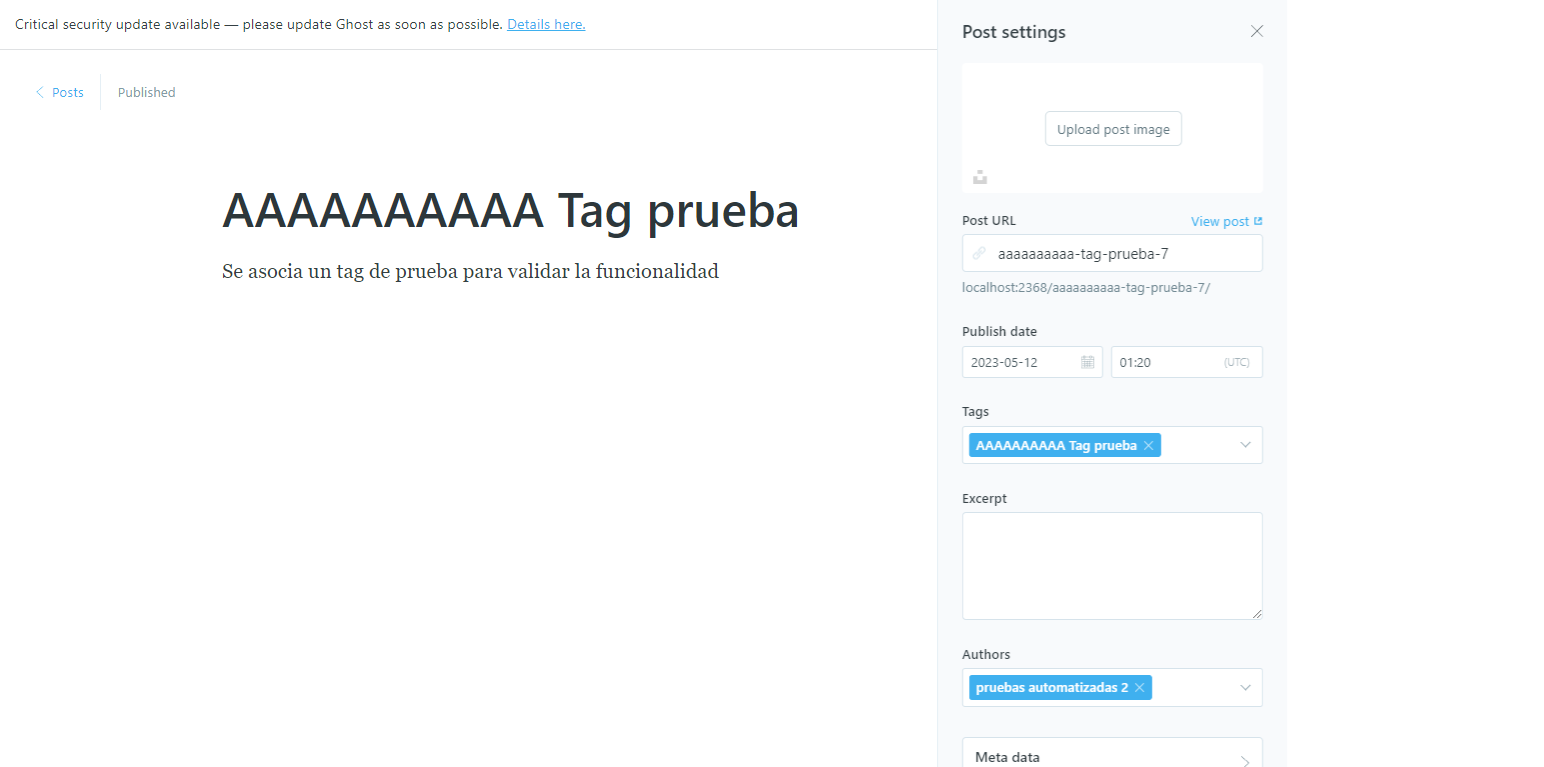 Critical security update available — please update Ghost as soon as possible. Details here.
Posts
Published
AAAAAAAAAA Tag prueba
Se asocia un tag de prueba para validar la funcionalidad
Post settings
Upload post image
Post URL
View post
aaaaaaaaaa-tag-prueba-7
localhost:2368/aaaaaaaaaa-tag-prueba-7/
Publish date
2023-05-12
01:20 (UTC)
Tags
AAAAAAAAAA Tag prueba
Excerpt
Authors
pruebas automatizadas 2
Meta data